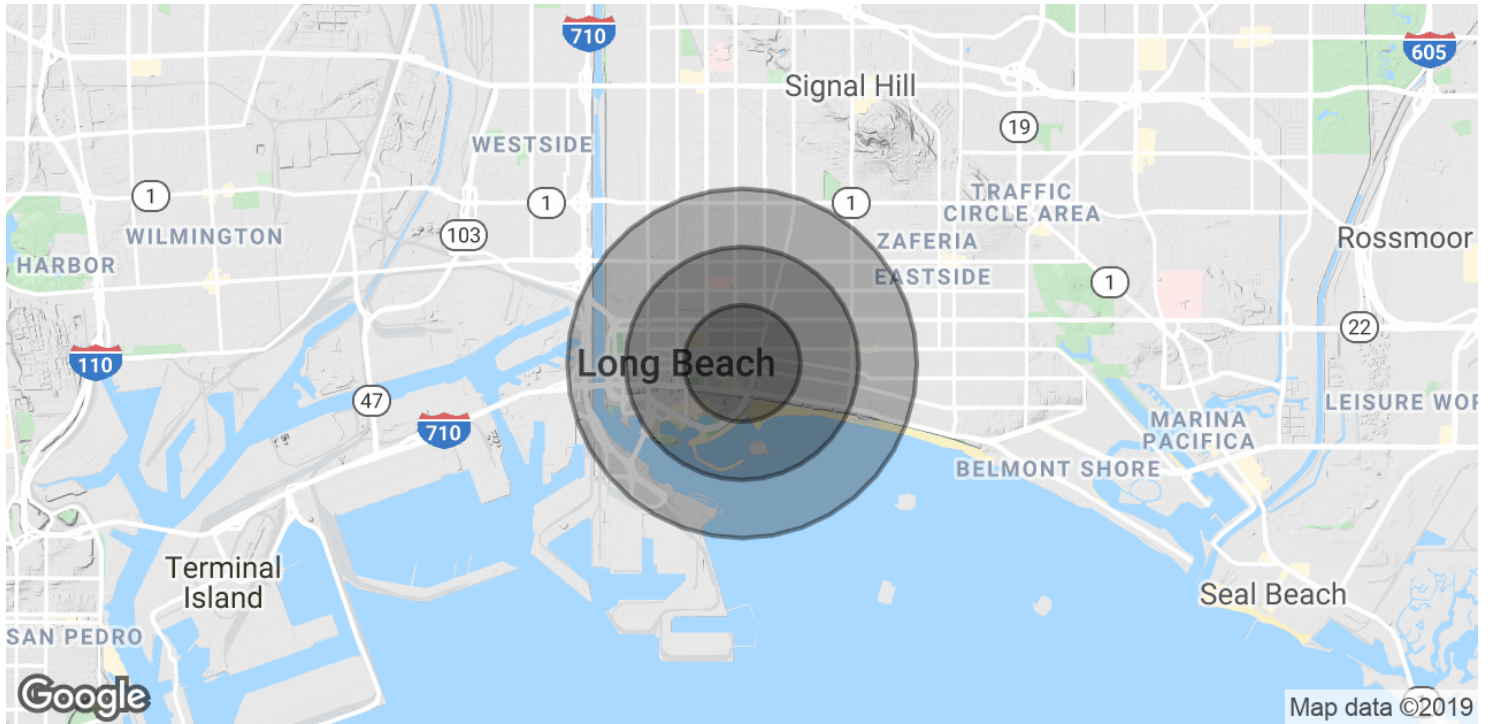 710
605
Signal Hill
19
WESTSIDE
1
1
1
TRAFFIC
CIRCLE AREA
WILMINGTON
103
ZAFERIA
Rossmoor
HARBOR
EASTSIDE
1
22
110
Long Beach
47
710
MARINA
PACIFICA
LEISURE WOR
BELMONT SHORE
Terminal
Island
Seal Beach
SAN PEDRO
Google
Map data ©2019